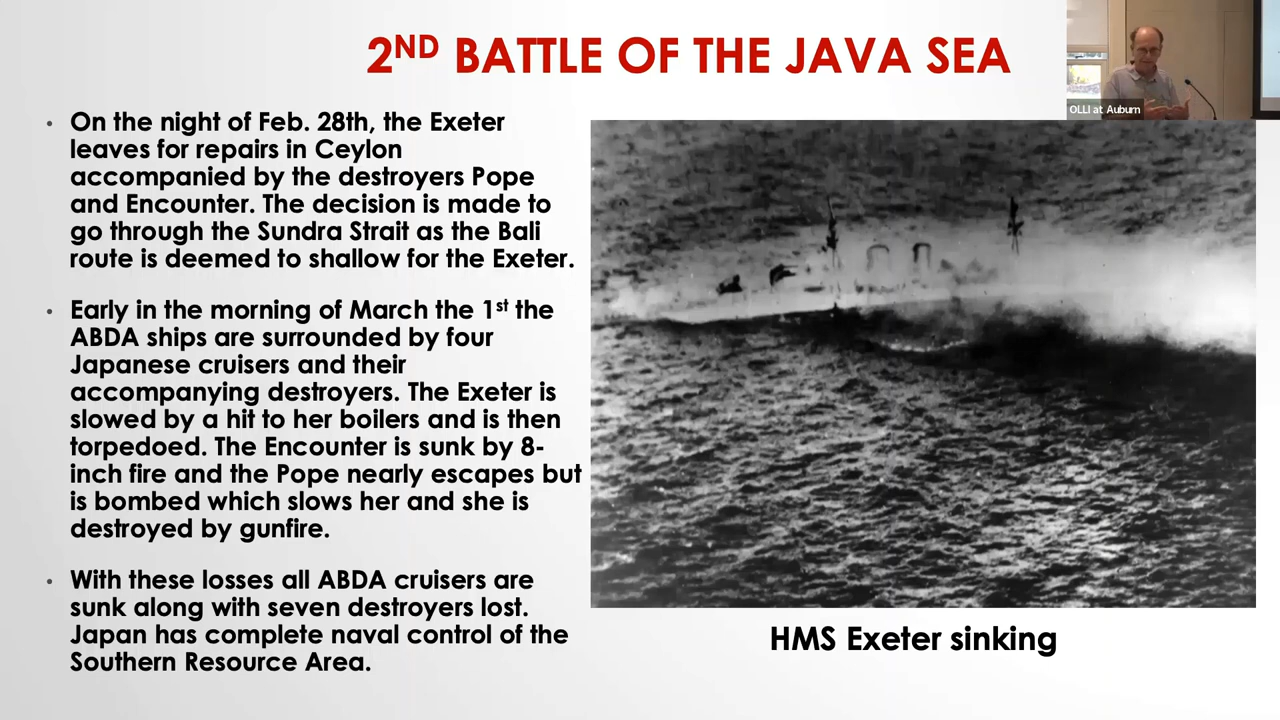 2ND BATTLE OF THE JAVA SEA
OLLI at Auburn
• On the night of Feb. 28th, the Exeter
leaves for repairs in Ceylon
accompanied by the destroyers Pope
and Encounter. The decision is made to
go through the Sundra Strait as the Bali
route is deemed to shallow for the Exeter.
• Early in the morning of March the 1st the
ABDA ships are surrounded by four
Japanese cruisers and their
accompanying destroyers. The Exeter is
slowed by a hit to her boilers and is then
torpedoed. The Encounter is sunk by 8-
inch fire and the Pope nearly escapes but
is bombed which slows her and she is
destroyed by gunfire.
• With these losses all ABDA cruisers are
sunk along with seven destroyers lost.
Japan has complete naval control of the
Southern Resource Area.
HMS Exeter sinking